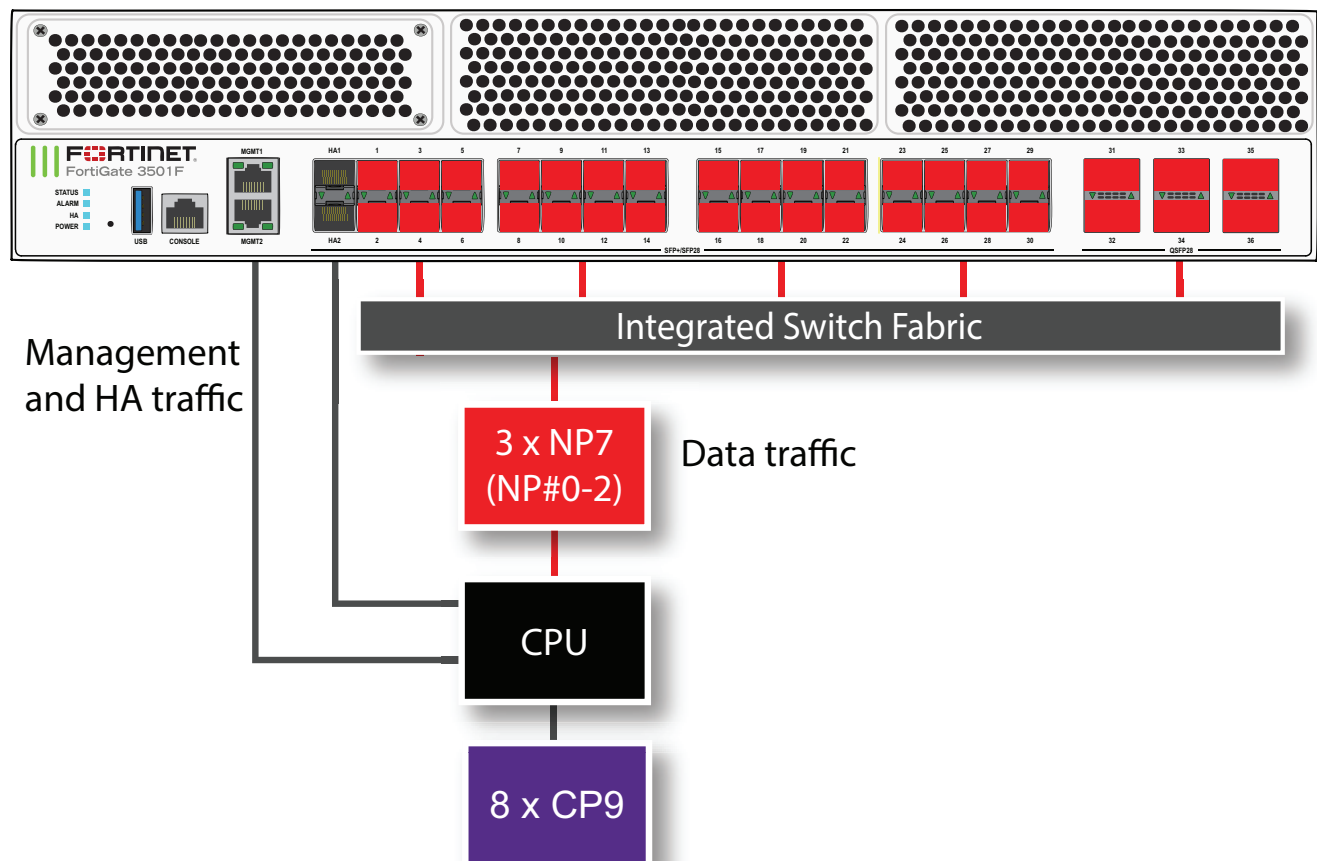 FORTINET
FortiGate 3501F
STATUS
ALARM
HA
POWER
USB
CONSOLE
MGMT1
MGMT2
HA1 1 3 5 7 9 11 13 15 17 19 21 23 25 27 29 31 33 35
HA2 2 4 6 8 10 12 14 16 18 20 22 24 26 28 30 32 34 36
SFP+/SFP28
QSFP28
Integrated Switch Fabric
Management
and HA traffic
3 x NP7
(NP#0-2)
Data traffic
CPU
8 x CP9